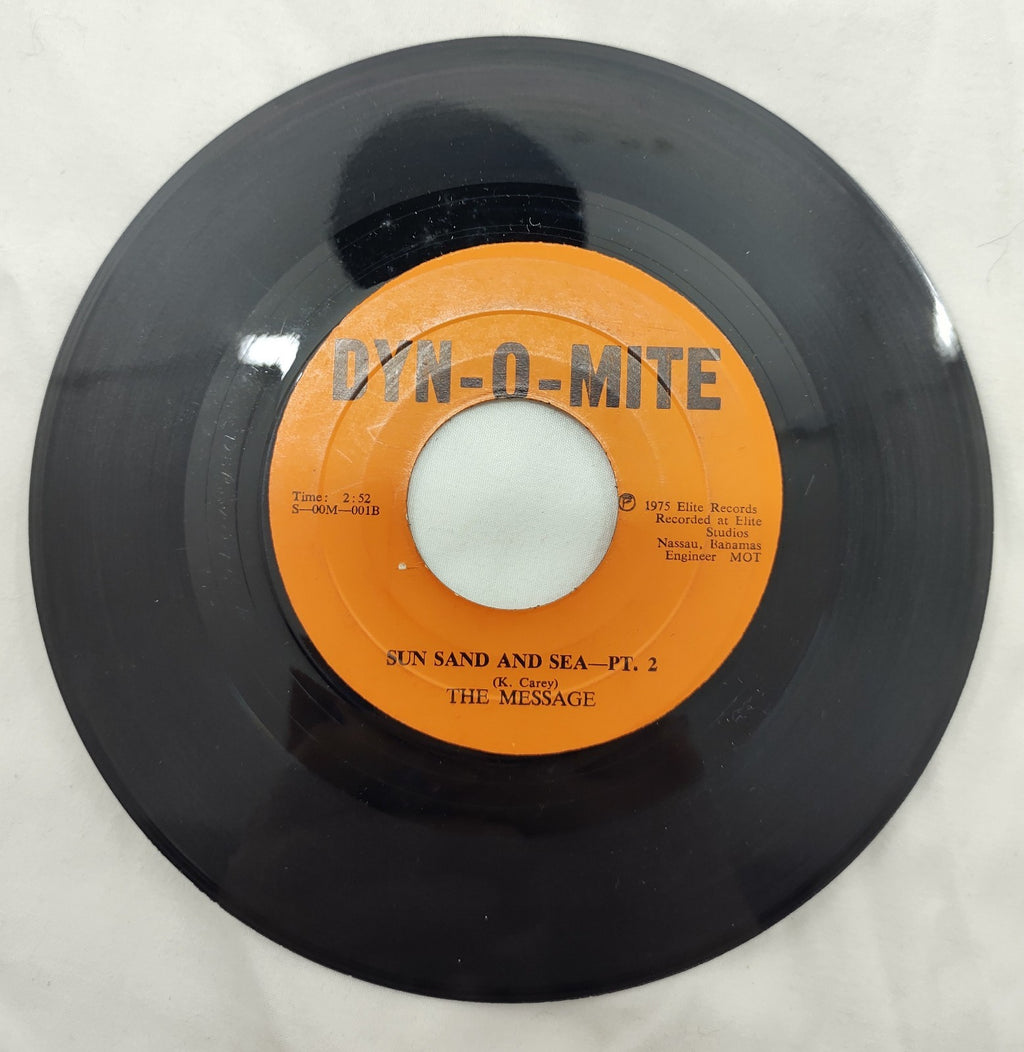 DYN-O-MITE
Time: 2:52
S—00M—001B
Ⓟ 1975 Elite Records
Recorded at Elite
Studios
Nassau, Bahamas
Engineer MOT
SUN SAND AND SEA—PT. 2
(K. Carey)
THE MESSAGE